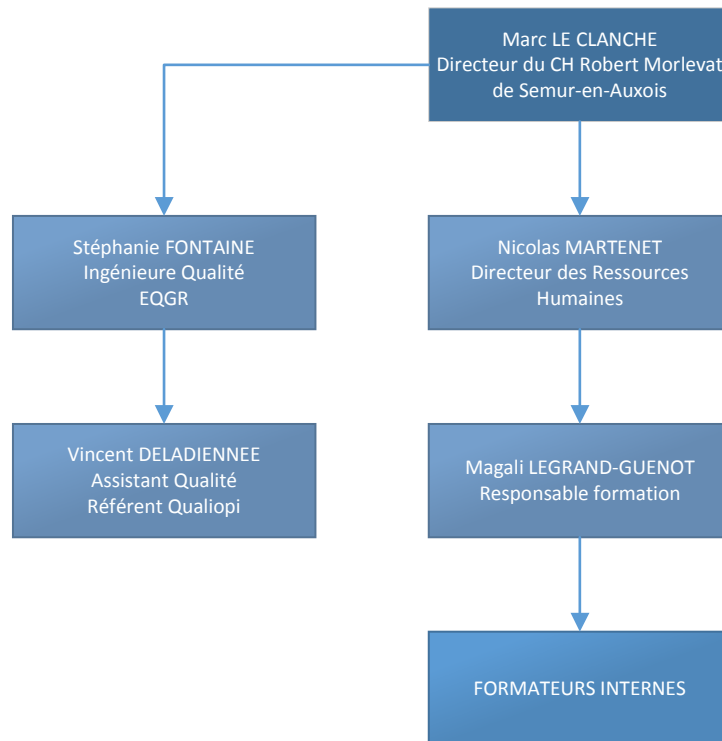 Marc LE CLANCHE
Directeur du CH Robert Morlevat
de Semur-en-Auxois
Stéphanie FONTAINE
Ingénieure Qualité
EQGR
Nicolas MARTENET
Directeur des Ressources
Humaines
Vincent DELADIENNEE
Assistant Qualité
Référent Qualiopi
Magali LEGRAND-GUENOT
Responsable formation
FORMATEURS INTERNES